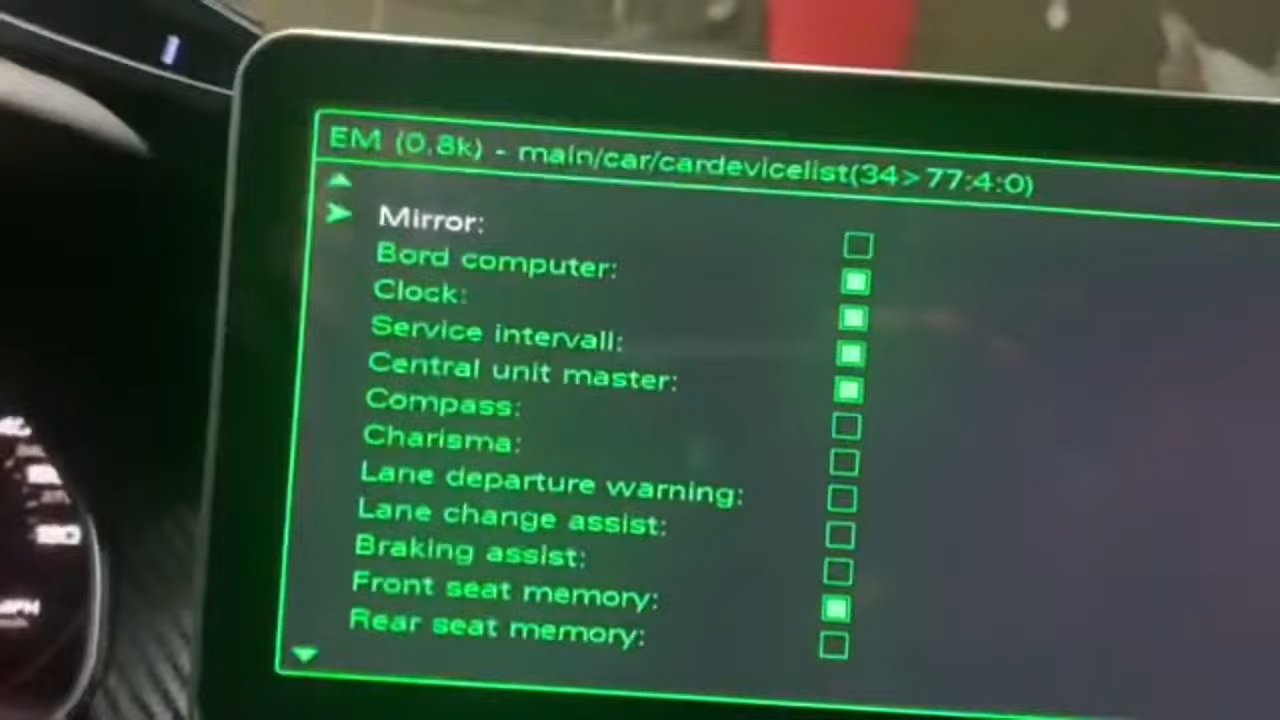 EM (0.8k) - main/car/cardevicelist(34>77:4:0)
Mirror:
Bord computer:
Clock:
Service intervall:
Central unit master:
Compass:
Charisma:
Lane departure warning:
Lane change assist:
Braking assist:
Front seat memory:
Rear seat memory: